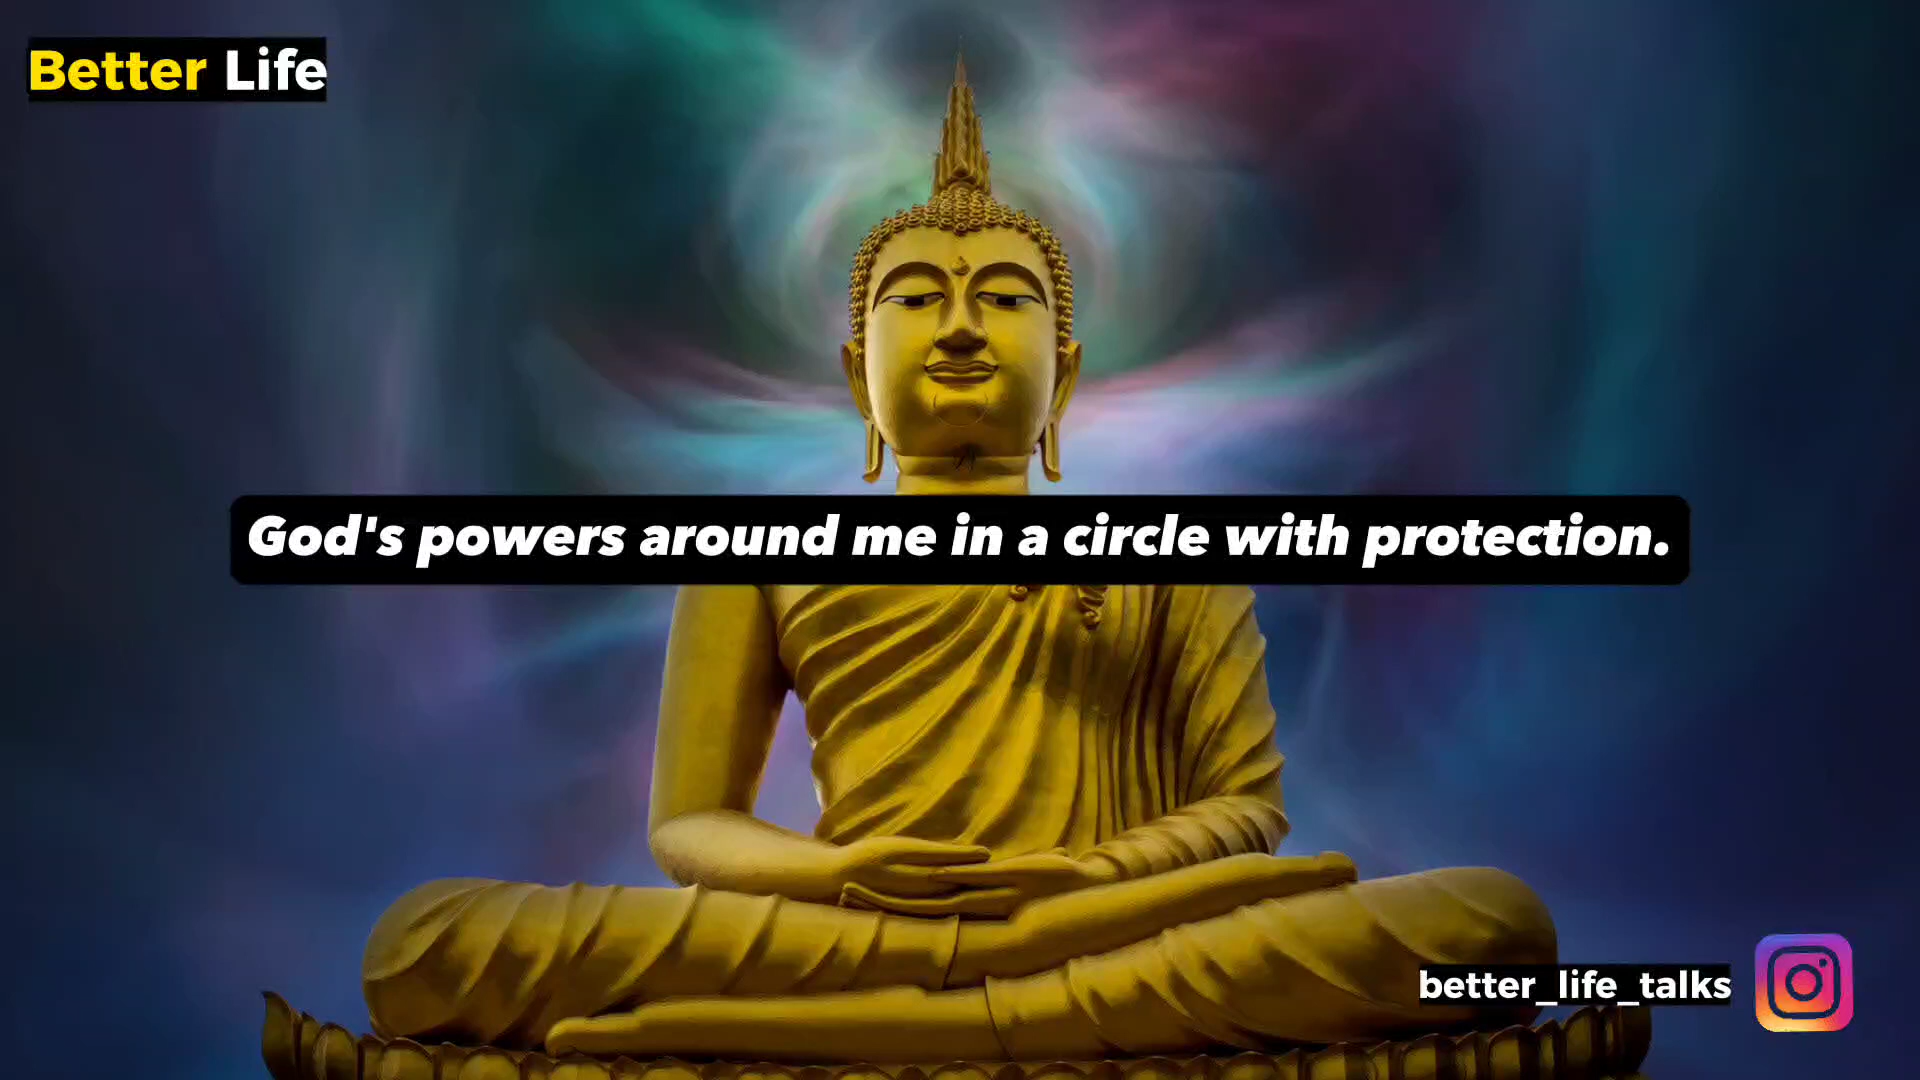 Better Life
God's powers around me in a circle with protection.
better_life_talks